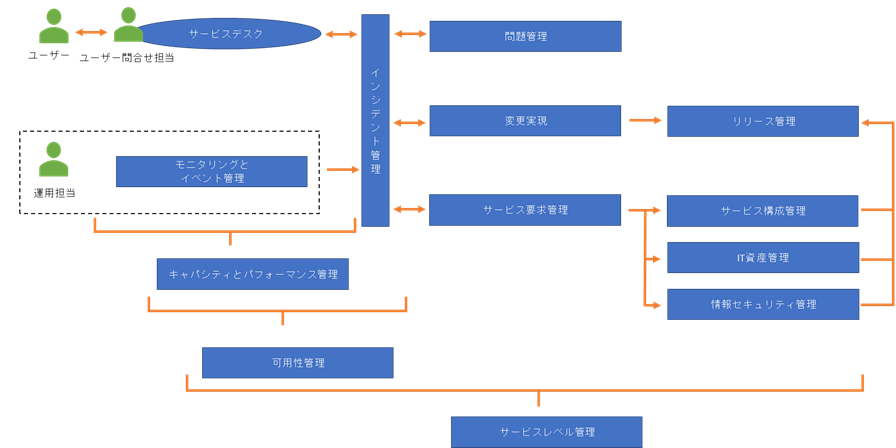 サービスデスク
ユーザー
ユーザー問合せ担当
インシデント管理
問題管理
変更実現
リリース管理
モニタリングと
イベント管理
運用担当
サービス要求管理
サービス構成管理
IT資産管理
キャパシティとパフォーマンス管理
情報セキュリティ管理
可用性管理
サービスレベル管理